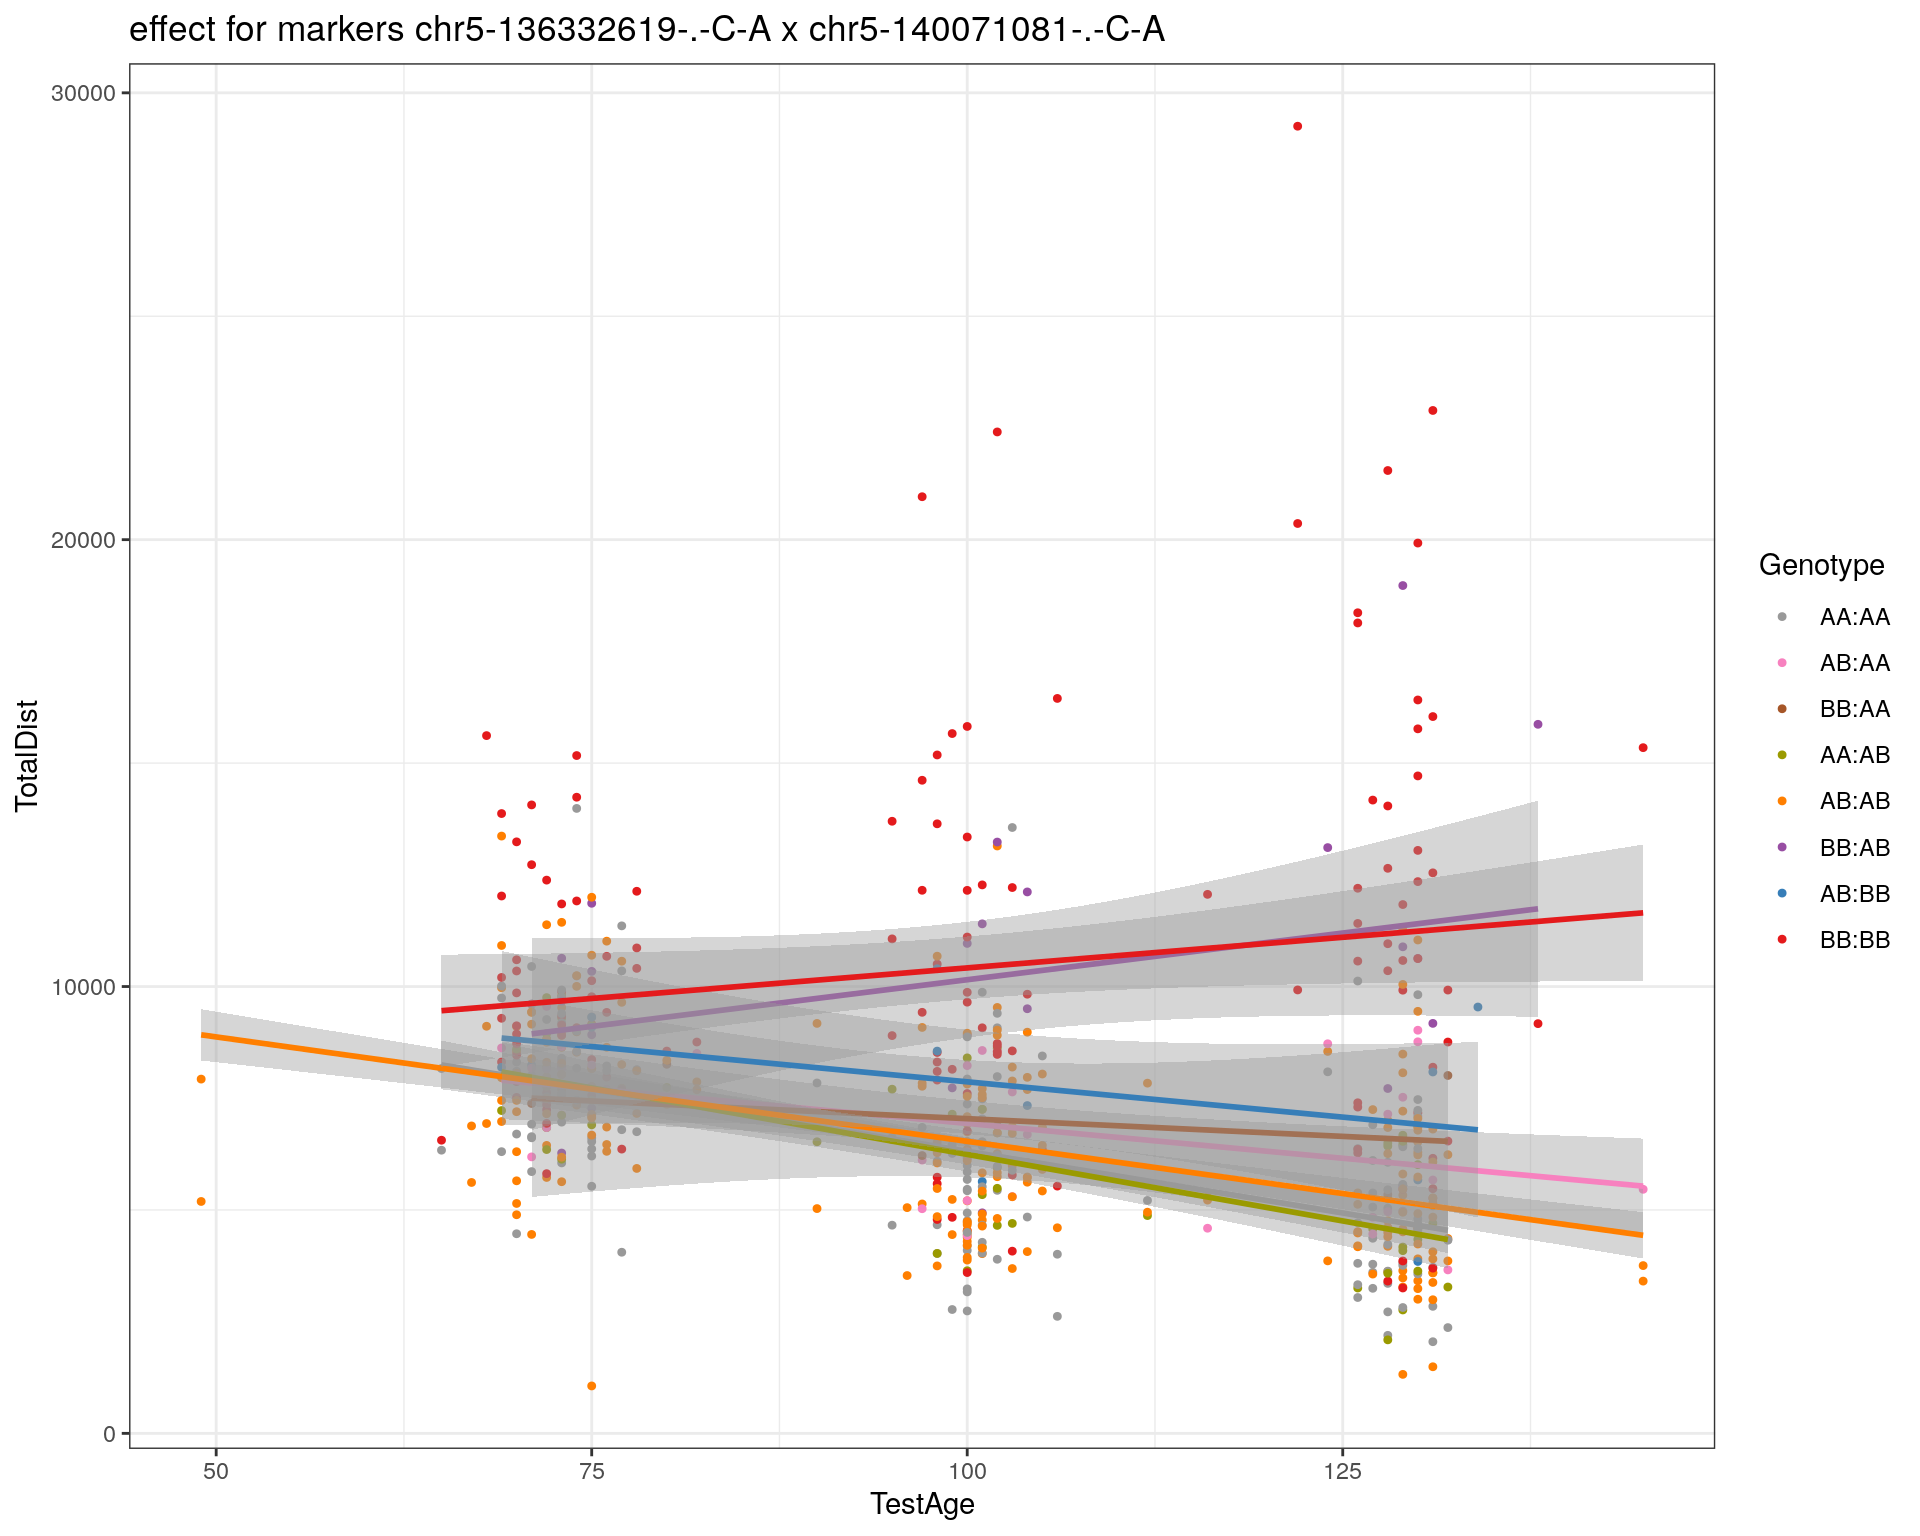 effect for markers chr5-136332619-.-C-A x chr5-140071081-.-C-A
30000
20000
10000
0
TotalDist
50
75
100
125
TestAge
Genotype
AA:AA
AB:AA
BB:AA
AA:AB
AB:AB
BB:AB
AB:BB
BB:BB